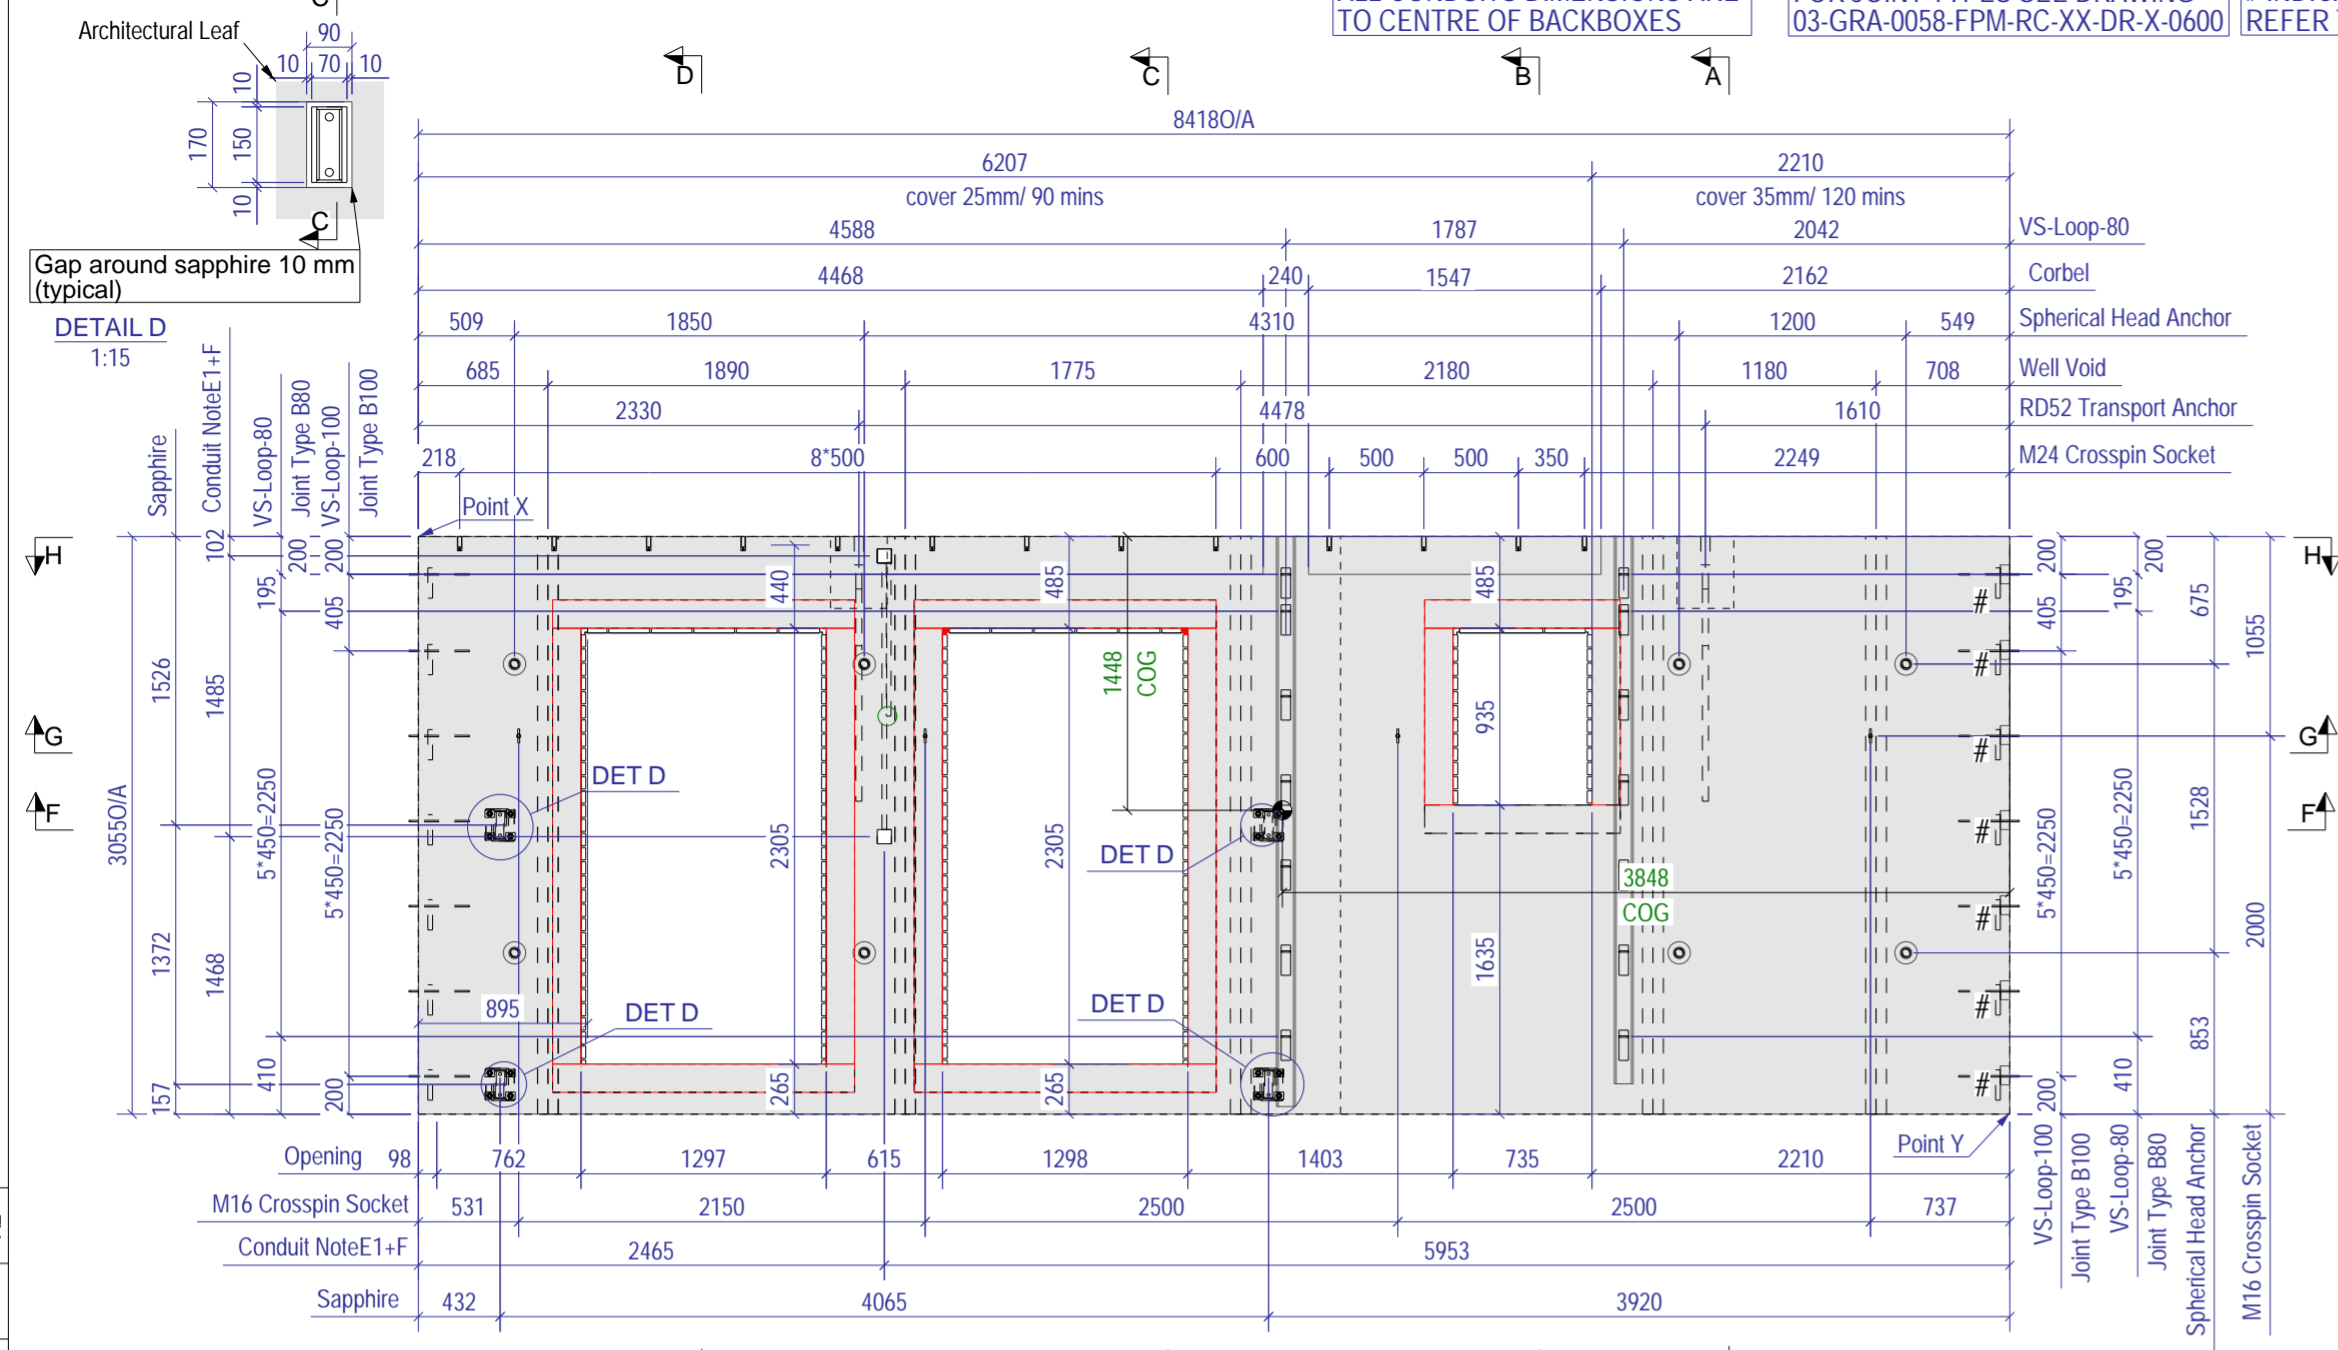 ALL CONDUITS DIMENSIONS ARE
TO CENTRE OF BACKBOXES
FOR JOINT TYPES SEE DRAWING
03-GRA-0058-FPM-RC-XX-DR-X-0600
REFER
Architectural Leaf
90
10 70 10
10
170
150
10
C
Gap around sapphire 10 mm
(typical)
DETAIL D
1:15
D
C
B
A
8418O/A
6207 2210
cover 25mm/ 90 mins cover 35mm/ 120 mins
4588 1787 2042 VS-Loop-80
4468 240 1547 2162 Corbel
509 1850 4310 1200 549 Spherical Head Anchor
685 1890 1775 2180 1180 708 Well Void
2330 4478 1610 RD52 Transport Anchor
218 8*500 600 500 500 350 2249 M24 Crosspin Socket
Sapphire
Conduit NoteE1+F
VS-Loop-80
Joint Type B80
VS-Loop-100
Joint Type B100
Point X
H
G
F
3055O/A
1526
1372
157
102
1485
1468
195
200
5*450=2250
410
200
405
5*450=2250
200
440
2305
265
485
2305
265
1448
COG
485
935
1635
3848
COG
895
DET D
DET D
DET D
DET D
#
#
#
#
#
#
#
200
405
5*450=2250
200
195
200
5*450=2250
410
675
1528
853
1055
2000
H
G
F
Point Y
VS-Loop-100
Joint Type B100
VS-Loop-80
Joint Type B80
Spherical Head Anchor
M16 Crosspin Socket
Opening 98 762 1297 615 1298 1403 735 2210
M16 Crosspin Socket 531 2150 2500 2500 737
Conduit NoteE1+F 2465 5953
Sapphire 432 4065 3920